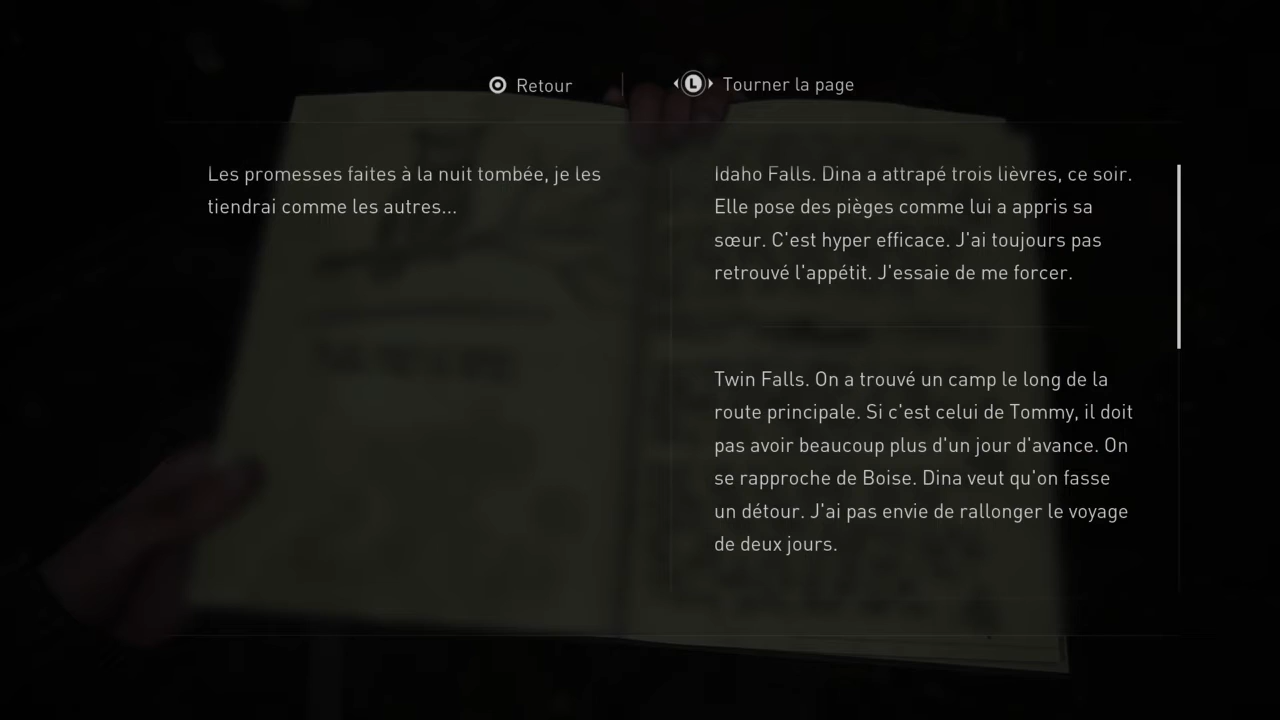 Retour
L Tourner la page
Les promesses faites à la nuit tombée, je les
tiendrai comme les autres...
Idaho Falls. Dina a attrapé trois lièvres, ce soir.
Elle pose des pièges comme lui a appris sa
sœur. C'est hyper efficace. J'ai toujours pas
retrouvé l'appétit. J'essaie de me forcer.
Twin Falls. On a trouvé un camp le long de la
route principale. Si c'est celui de Tommy, il doit
pas avoir beaucoup plus d'un jour d'avance. On
se rapproche de Boise. Dina veut qu'on fasse
un détour. J'ai pas envie de rallonger le voyage
de deux jours.